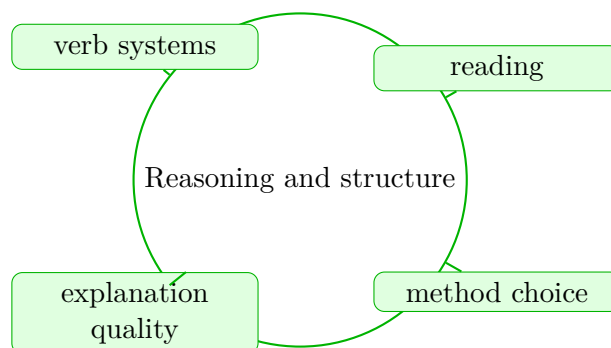 verb systems
reading
Reasoning and structure
explanation
quality
method choice